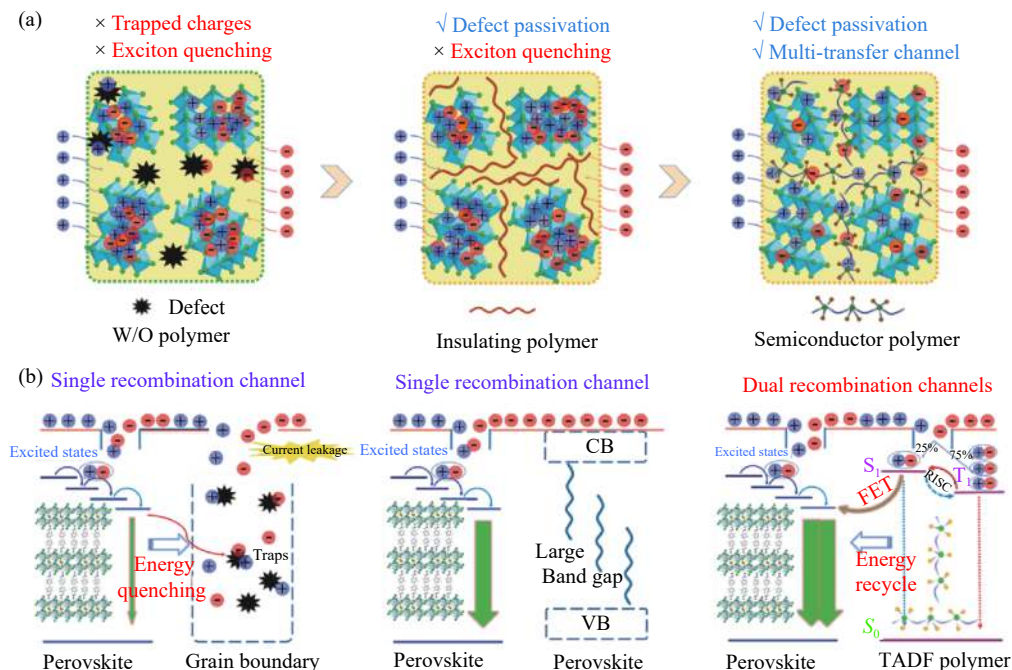 (a)
× Trapped charges
× Exciton quenching
√ Defect passivation
× Exciton quenching
√ Defect passivation
√ Multi-transfer channel
Defect
W/O polymer
Insulating polymer
Semiconductor polymer
(b)
Single recombination channel
Single recombination channel
Dual recombination channels
Excited states
Current leakage
Traps
Energy
quenching
Perovskite
Grain boundary
Excited states
CB
Large
Band gap
VB
Perovskite
Perovskite
Excited states
25%
75%
S1
T1
RISC
FET
Energy
recycle
S0
Perovskite
TADF polymer